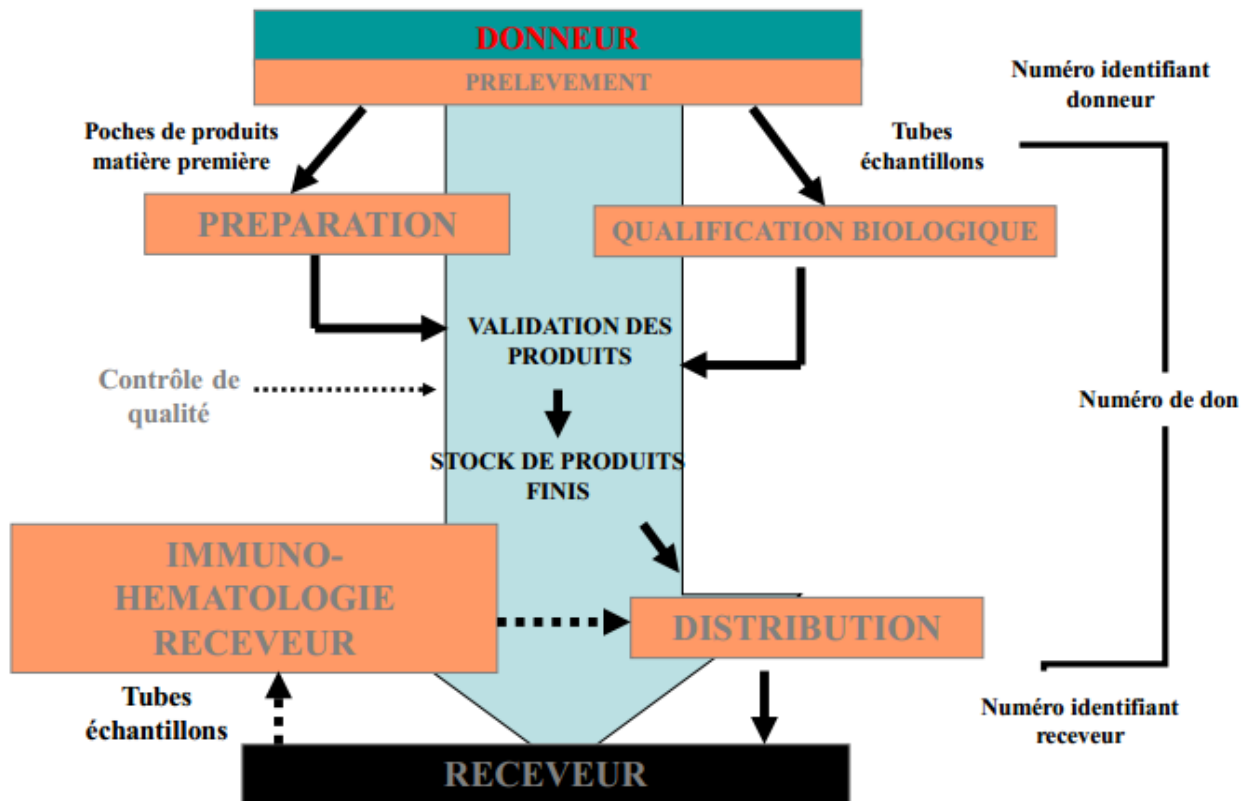 DONNEUR
PRELEVEMENT
Numéro identifiant
donneur
Poches de produits
matière première
Tubes
échantillons
PREPARATION
QUALIFICATION BIOLOGIQUE
VALIDATION DES
PRODUITS
Contrôle de
qualité
Numéro de don
STOCK DE PRODUITS
FINIS
IMMUNO-
HEMATOLOGIE
RECEVEUR
DISTRIBUTION
Tubes
échantillons
Numéro identifiant
receveur
RECEVEUR